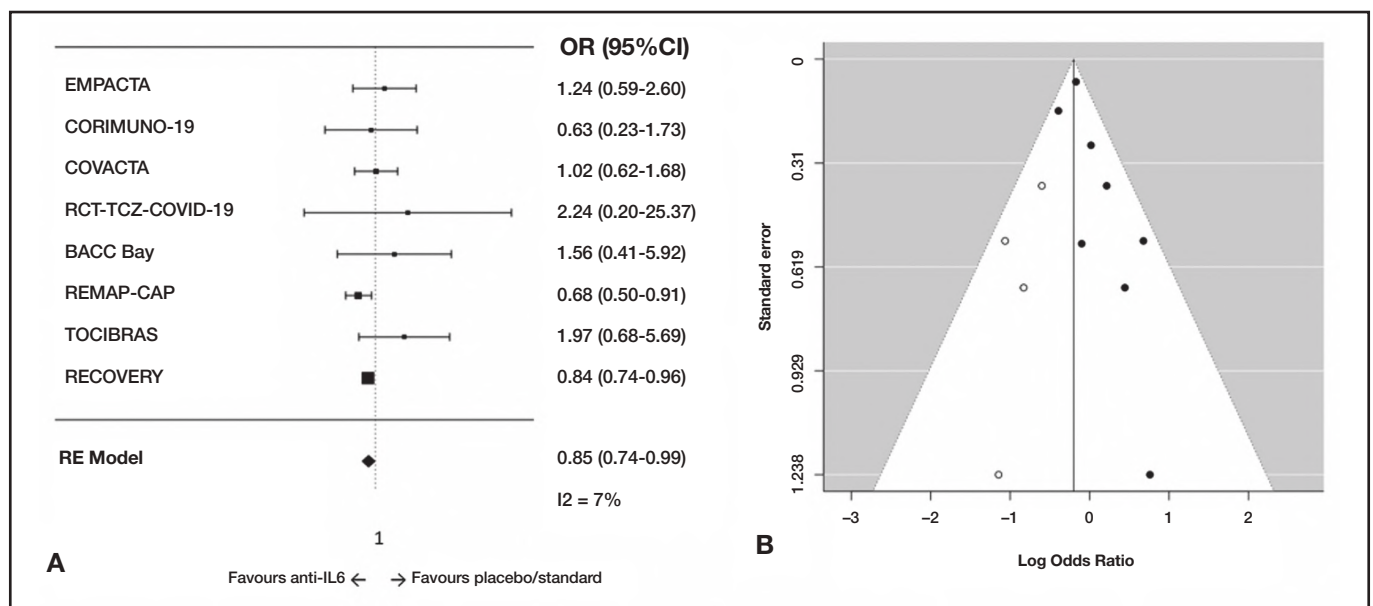 OR (95%CI)
EMPACTA 1.24 (0.59-2.60)
CORIMUNO-19 0.63 (0.23-1.73)
COVACTA 1.02 (0.62-1.68)
RCT-TCZ-COVID-19 2.24 (0.20-25.37)
BACC Bay 1.56 (0.41-5.92)
REMAP-CAP 0.68 (0.50-0.91)
TOCIBRAS 1.97 (0.68-5.69)
RECOVERY 0.84 (0.74-0.96)
RE Model 0.85 (0.74-0.99)
I2 = 7%
1
A
Favours anti-IL6 ← → Favours placebo/standard
Standard error
0
0.31
0.619
0.929
1.238
-3 -2 -1 0 1 2
Log Odds Ratio
B